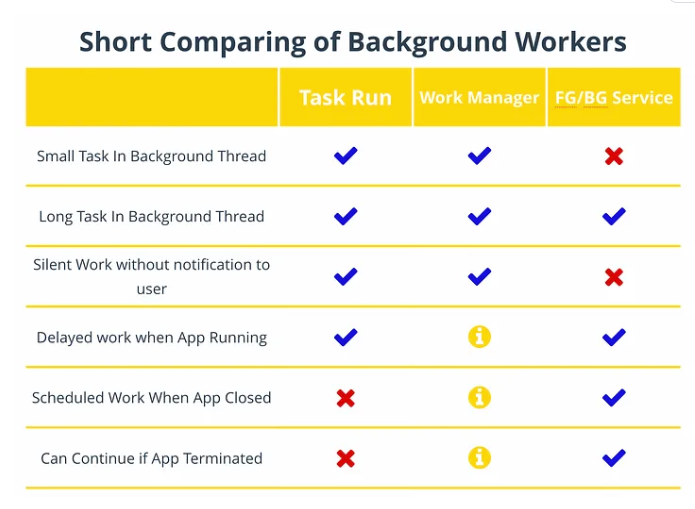 Short Comparing of Background Workers
Task Run
Work Manager
FG/BG Service
Small Task In Background Thread
Long Task In Background Thread
Silent Work without notification to
user
Delayed work when App Running
Scheduled Work When App Closed
Can Continue if App Terminated